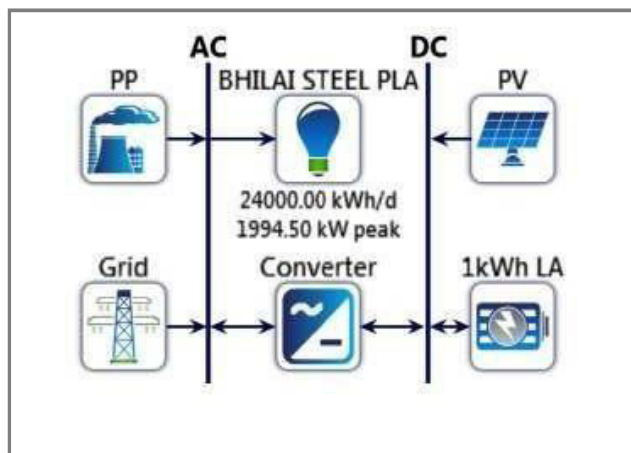 AC DC
PP BHILAI STEEL PLA PV
24000.00 kWh/d
1994.50 kW peak
Grid Converter 1kWh LA